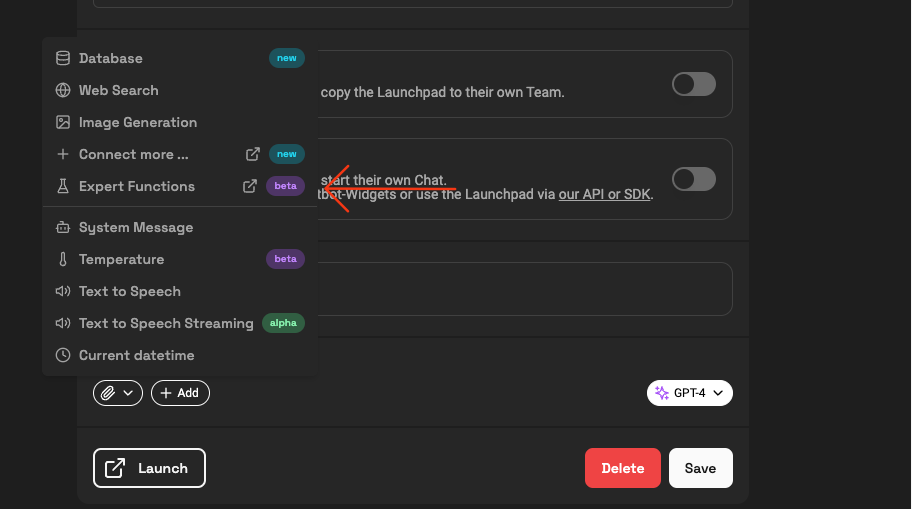 Database new
Web Search
Image Generation
Connect more ... new
Expert Functions beta
System Message
Temperature beta
Text to Speech
Text to Speech Streaming alpha
Current datetime
copy the Launchpad to their own Team.
start their own Chat.
tbot-Widgets or use the Launchpad via our API or SDK.
Add
GPT-4
Launch
Delete
Save